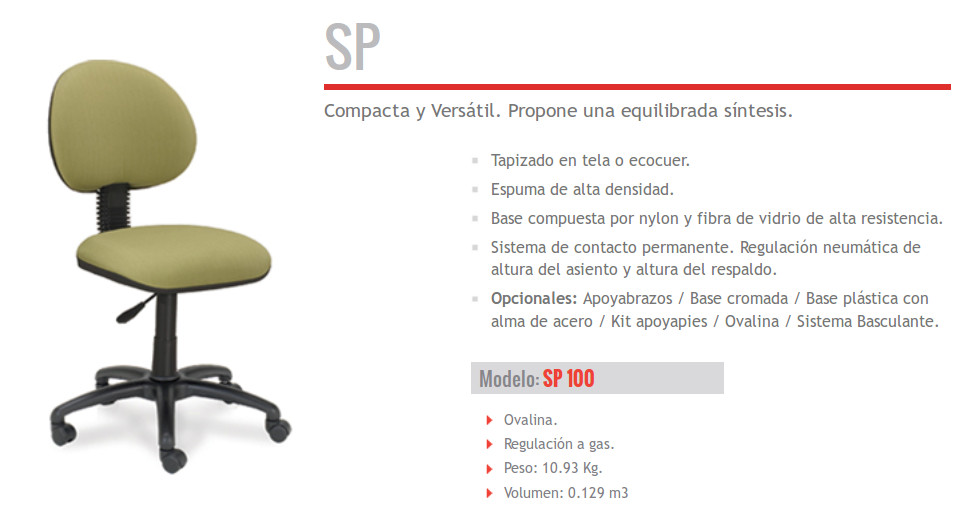 SP
Compacta y Versátil. Propone una equilibrada síntesis.
Tapizado en tela o ecocuer.
Espuma de alta densidad.
Base compuesta por nylon y fibra de vidrio de alta resistencia.
Sistema de contacto permanente. Regulación neumática de
altura del asiento y altura del respaldo.
Opcionales: Apoyabrazos / Base cromada / Base plástica con
alma de acero / Kit apoyapies / Ovalina / Sistema Basculante.
Modelo: SP 100
Ovalina.
Regulación a gas.
Peso: 10.93 Kg.
Volumen: 0.129 m3